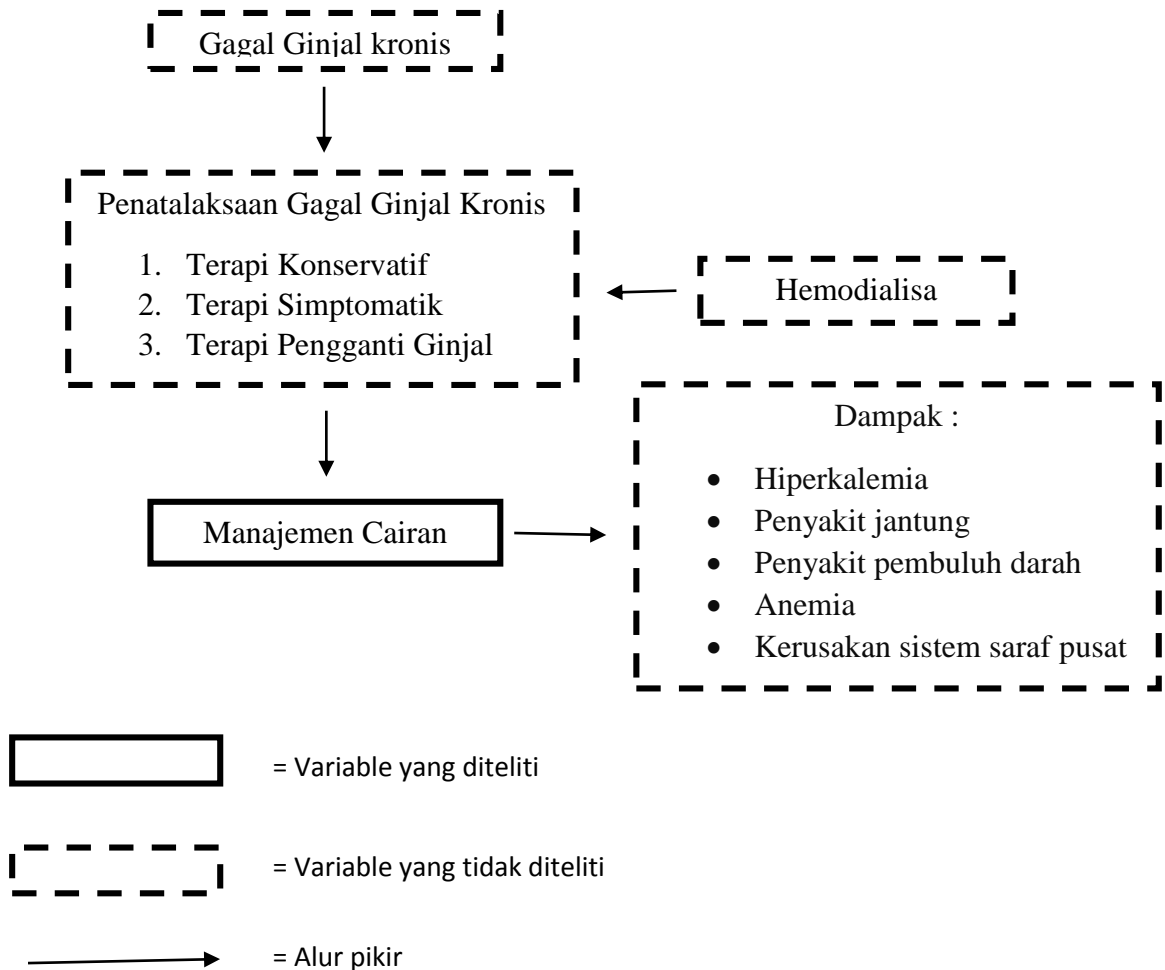 Gagal Ginjal kronis
Penatalaksaan Gagal Ginjal Kronis
1. Terapi Konservatif
2. Terapi Simptomatik
3. Terapi Pengganti Ginjal
Hemodialisa
Manajemen Cairan
Dampak :
• Hiperkalemia
• Penyakit jantung
• Penyakit pembuluh darah
• Anemia
• Kerusakan sistem saraf pusat
= Variable yang diteliti
= Variable yang tidak diteliti
= Alur pikir